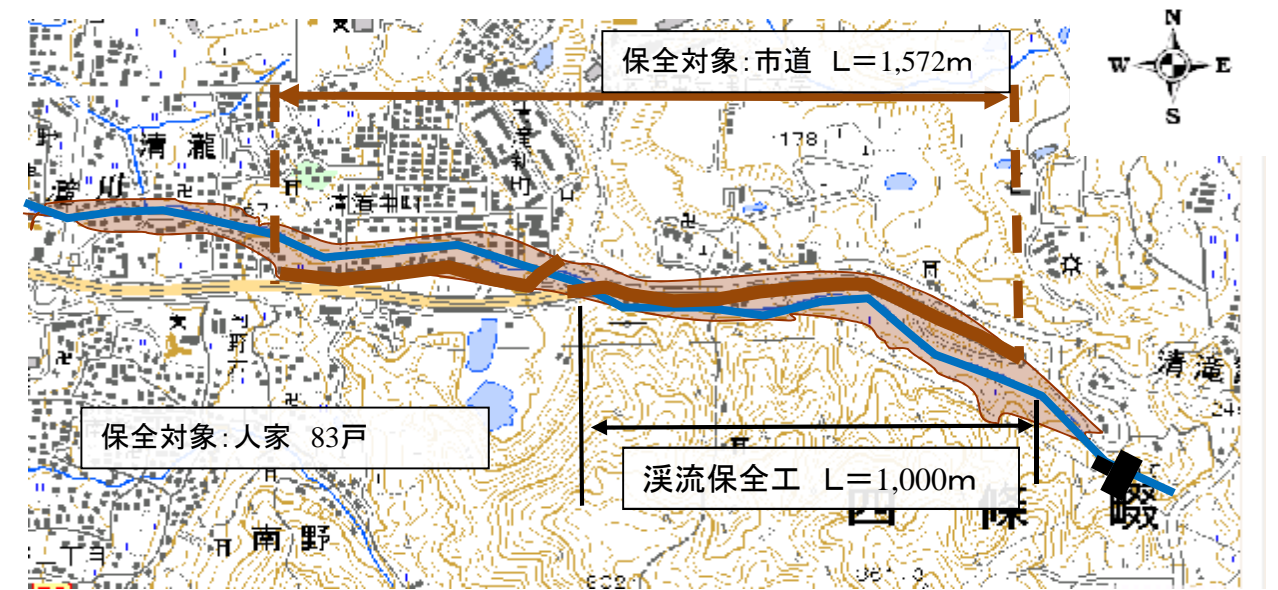 N
保全対象：市道 L＝1,572m
W E
S
178
清瀧
清滝
保全対象：人家 83戸
渓流保全工 L＝1,000m
四條畷
南野